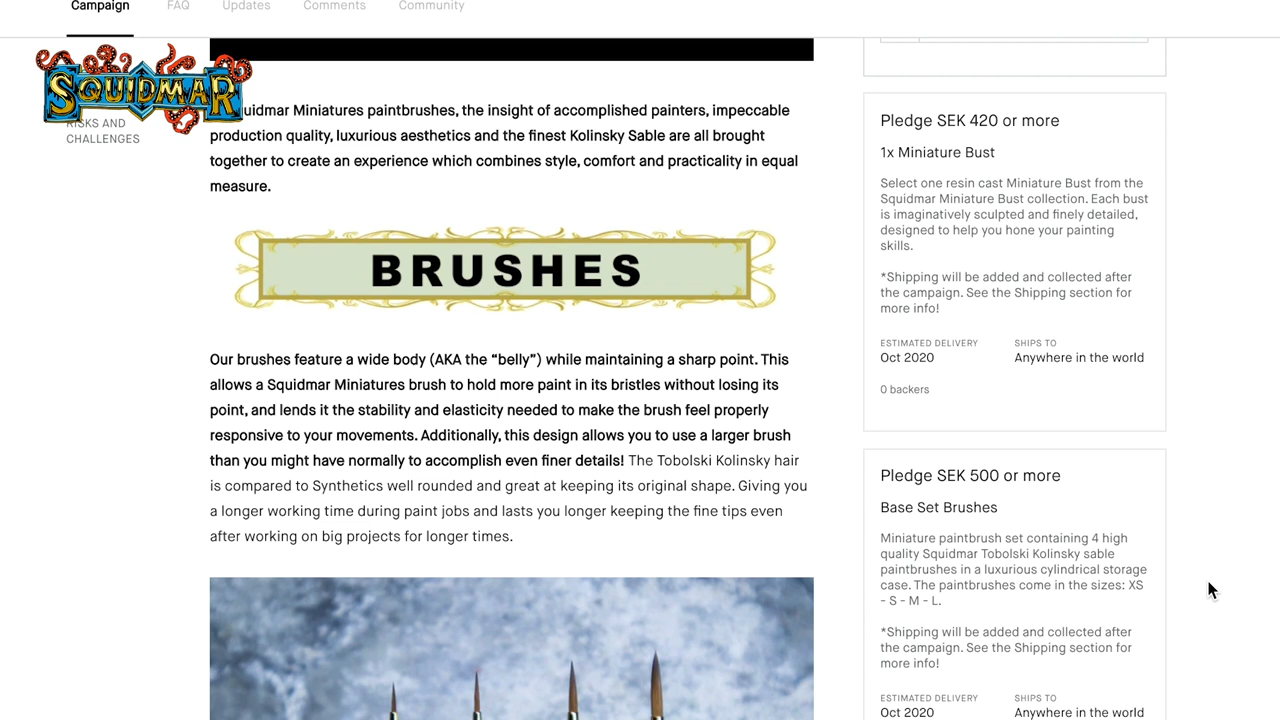 Campaign
FAQ
Updates
Comments
Community
SQUIDMAR
RISKS AND
CHALLENGES
uidmar Miniatures paintbrushes, the insight of accomplished painters, impeccable
production quality, luxurious aesthetics and the finest Kolinsky Sable are all brought
together to create an experience which combines style, comfort and practicality in equal
measure.
BRUSHES
Our brushes feature a wide body (AKA the “belly”) while maintaining a sharp point. This
allows a Squidmar Miniatures brush to hold more paint in its bristles without losing its
point, and lends it the stability and elasticity needed to make the brush feel properly
responsive to your movements. Additionally, this design allows you to use a larger brush
than you might have normally to accomplish even finer details! The Tobolski Kolinsky hair
is compared to Synthetics well rounded and great at keeping its original shape. Giving you
a longer working time during paint jobs and lasts you longer keeping the fine tips even
after working on big projects for longer times.
Pledge SEK 420 or more
1x Miniature Bust
Select one resin cast Miniature Bust from the
Squidmar Miniature Bust collection. Each bust
is imaginatively sculpted and finely detailed,
designed to help you hone your painting
skills.
*Shipping will be added and collected after
the campaign. See the Shipping section for
more info!
ESTIMATED DELIVERY
Oct 2020
SHIPS TO
Anywhere in the world
0 backers
Pledge SEK 500 or more
Base Set Brushes
Miniature paintbrush set containing 4 high
quality Squidmar Tobolski Kolinsky sable
paintbrushes in a luxurious cylindrical storage
case. The paintbrushes come in the sizes: XS
- S - M - L.
*Shipping will be added and collected after
the campaign. See the Shipping section for
more info!
ESTIMATED DELIVERY
Oct 2020
SHIPS TO
Anywhere in the world